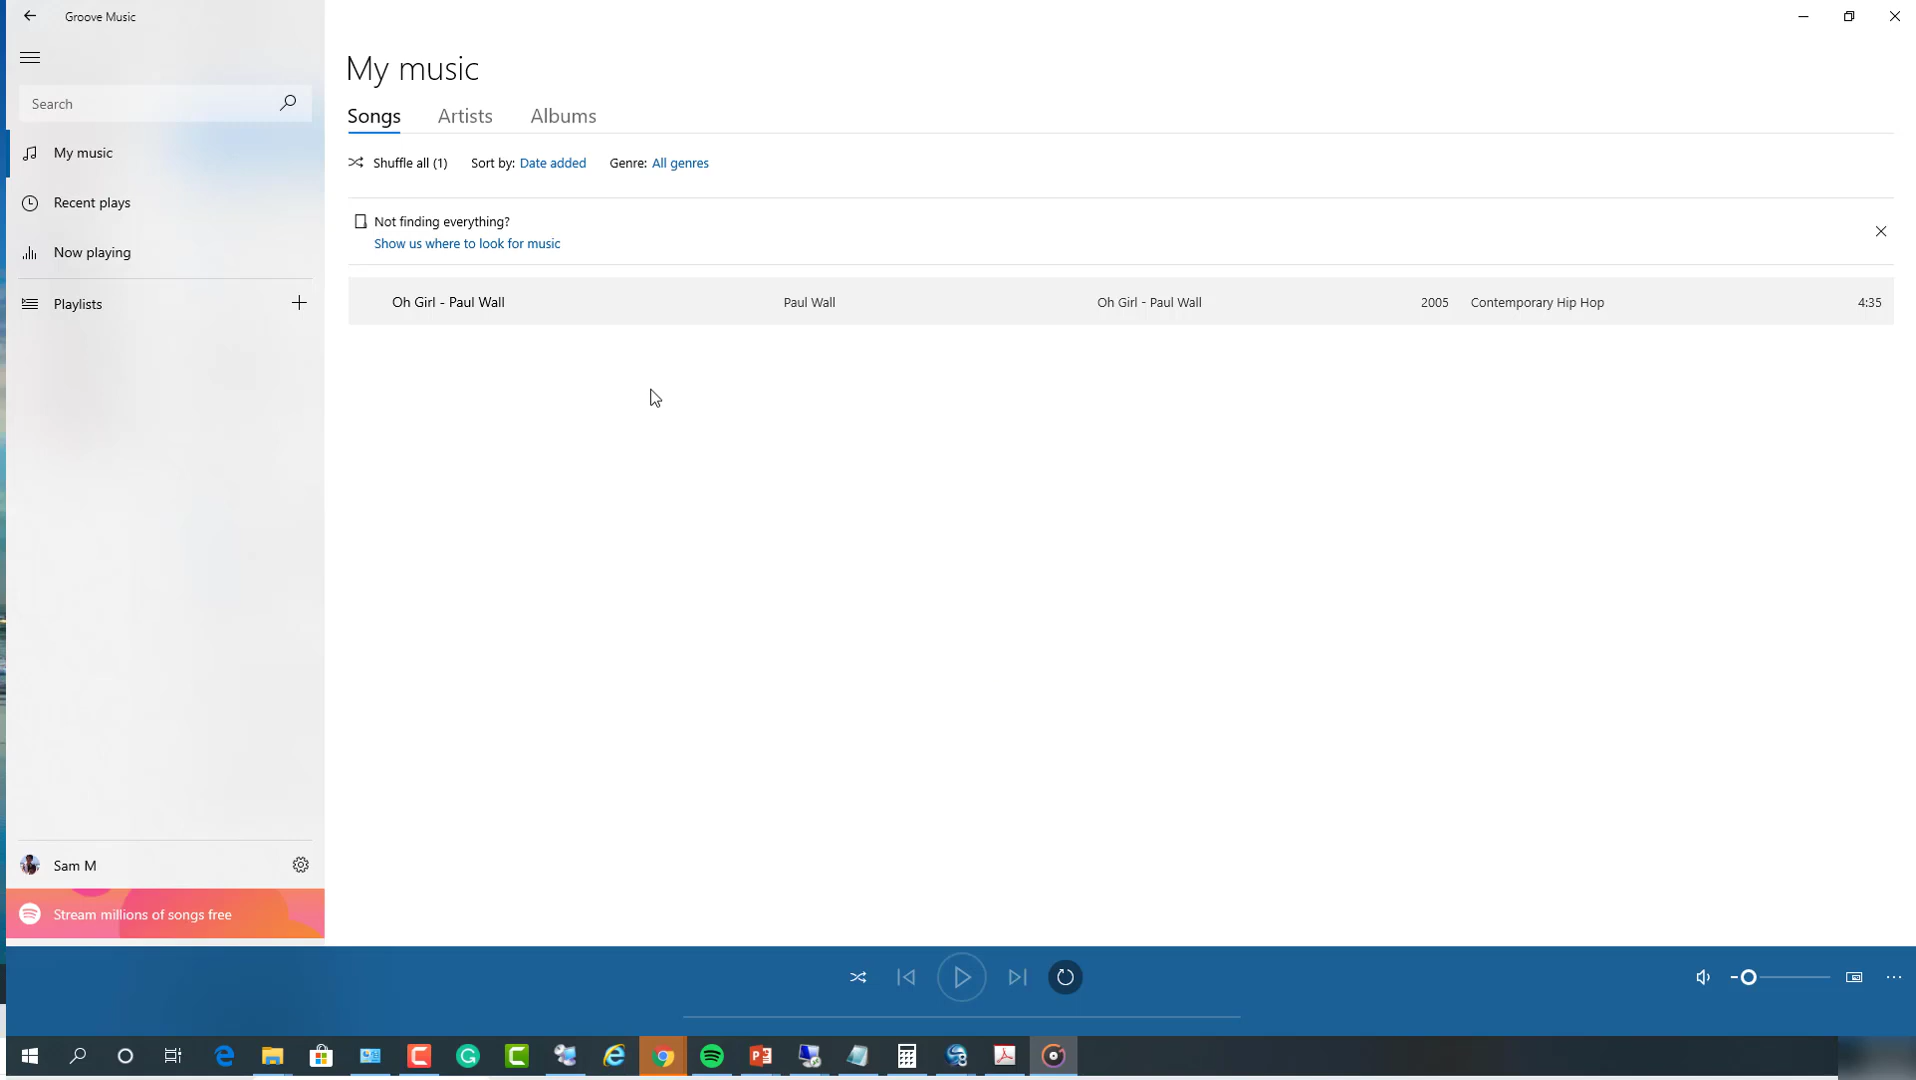 Groove Music
Search
My music
Recent plays
Now playing
Playlists
Sam M
Stream millions of songs free
My music
Songs Artists Albums
Shuffle all (1) Sort by: Date added Genre: All genres
Not finding everything?
Show us where to look for music
Oh Girl - Paul Wall Paul Wall Oh Girl - Paul Wall 2005 Contemporary Hip Hop 4:35